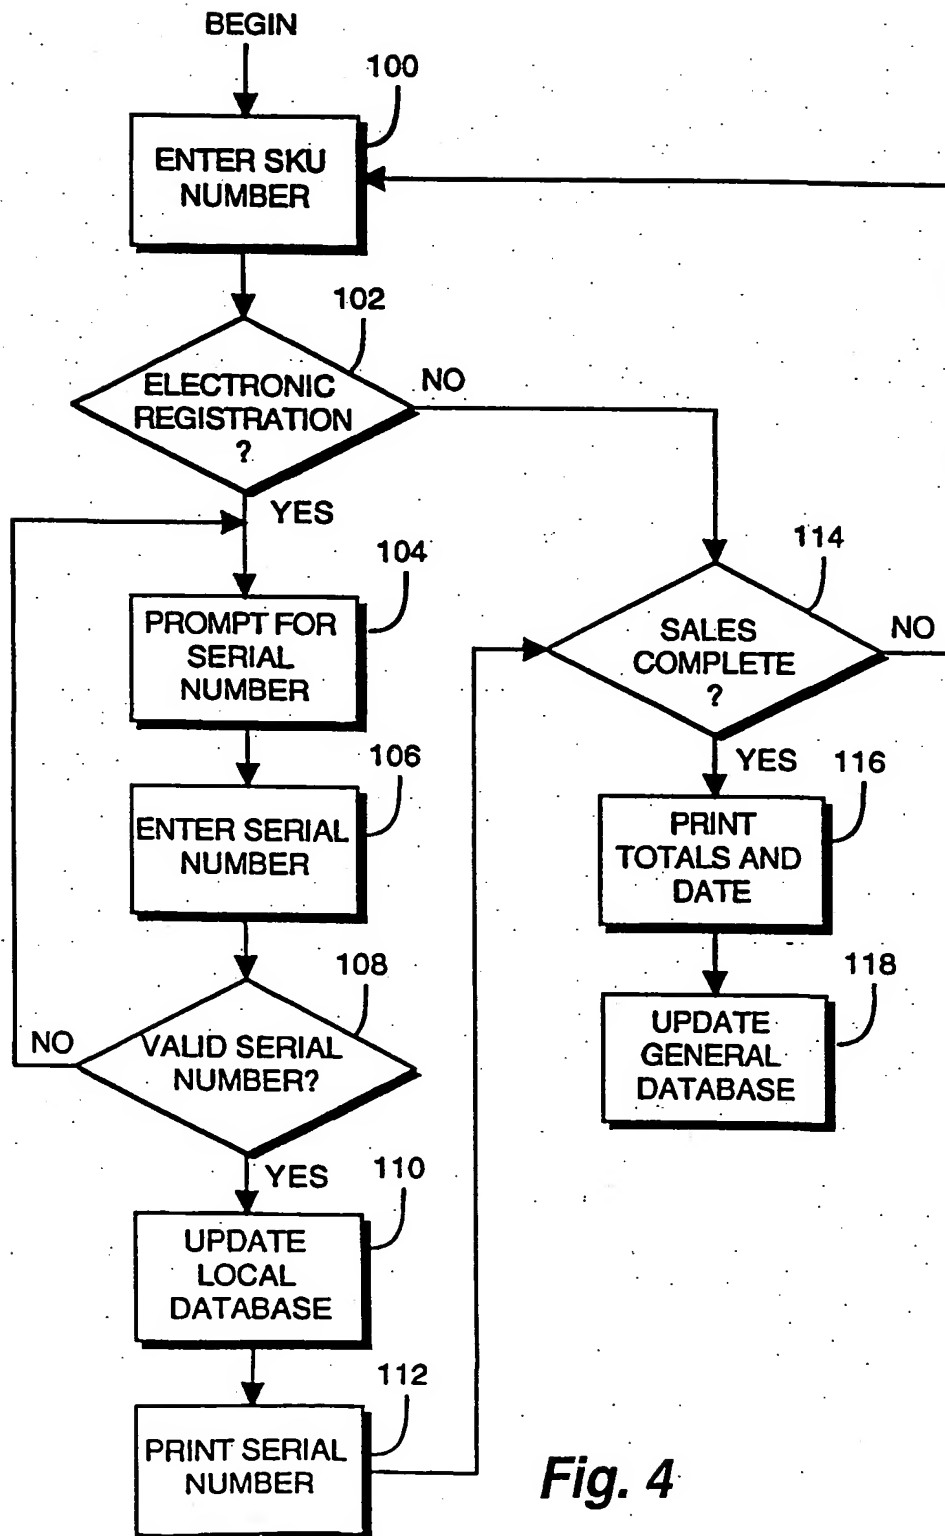 BEGIN
100
ENTER SKU
NUMBER
102
ELECTRONIC
REGISTRATION
?
NO
YES
104
PROMPT FOR
SERIAL
NUMBER
114
SALES
COMPLETE
?
NO
YES
106
ENTER SERIAL
NUMBER
116
PRINT
TOTALS AND
DATE
108
VALID SERIAL
NUMBER?
NO
YES
118
UPDATE
GENERAL
DATABASE
110
UPDATE
LOCAL
DATABASE
112
PRINT SERIAL
NUMBER
Fig. 4